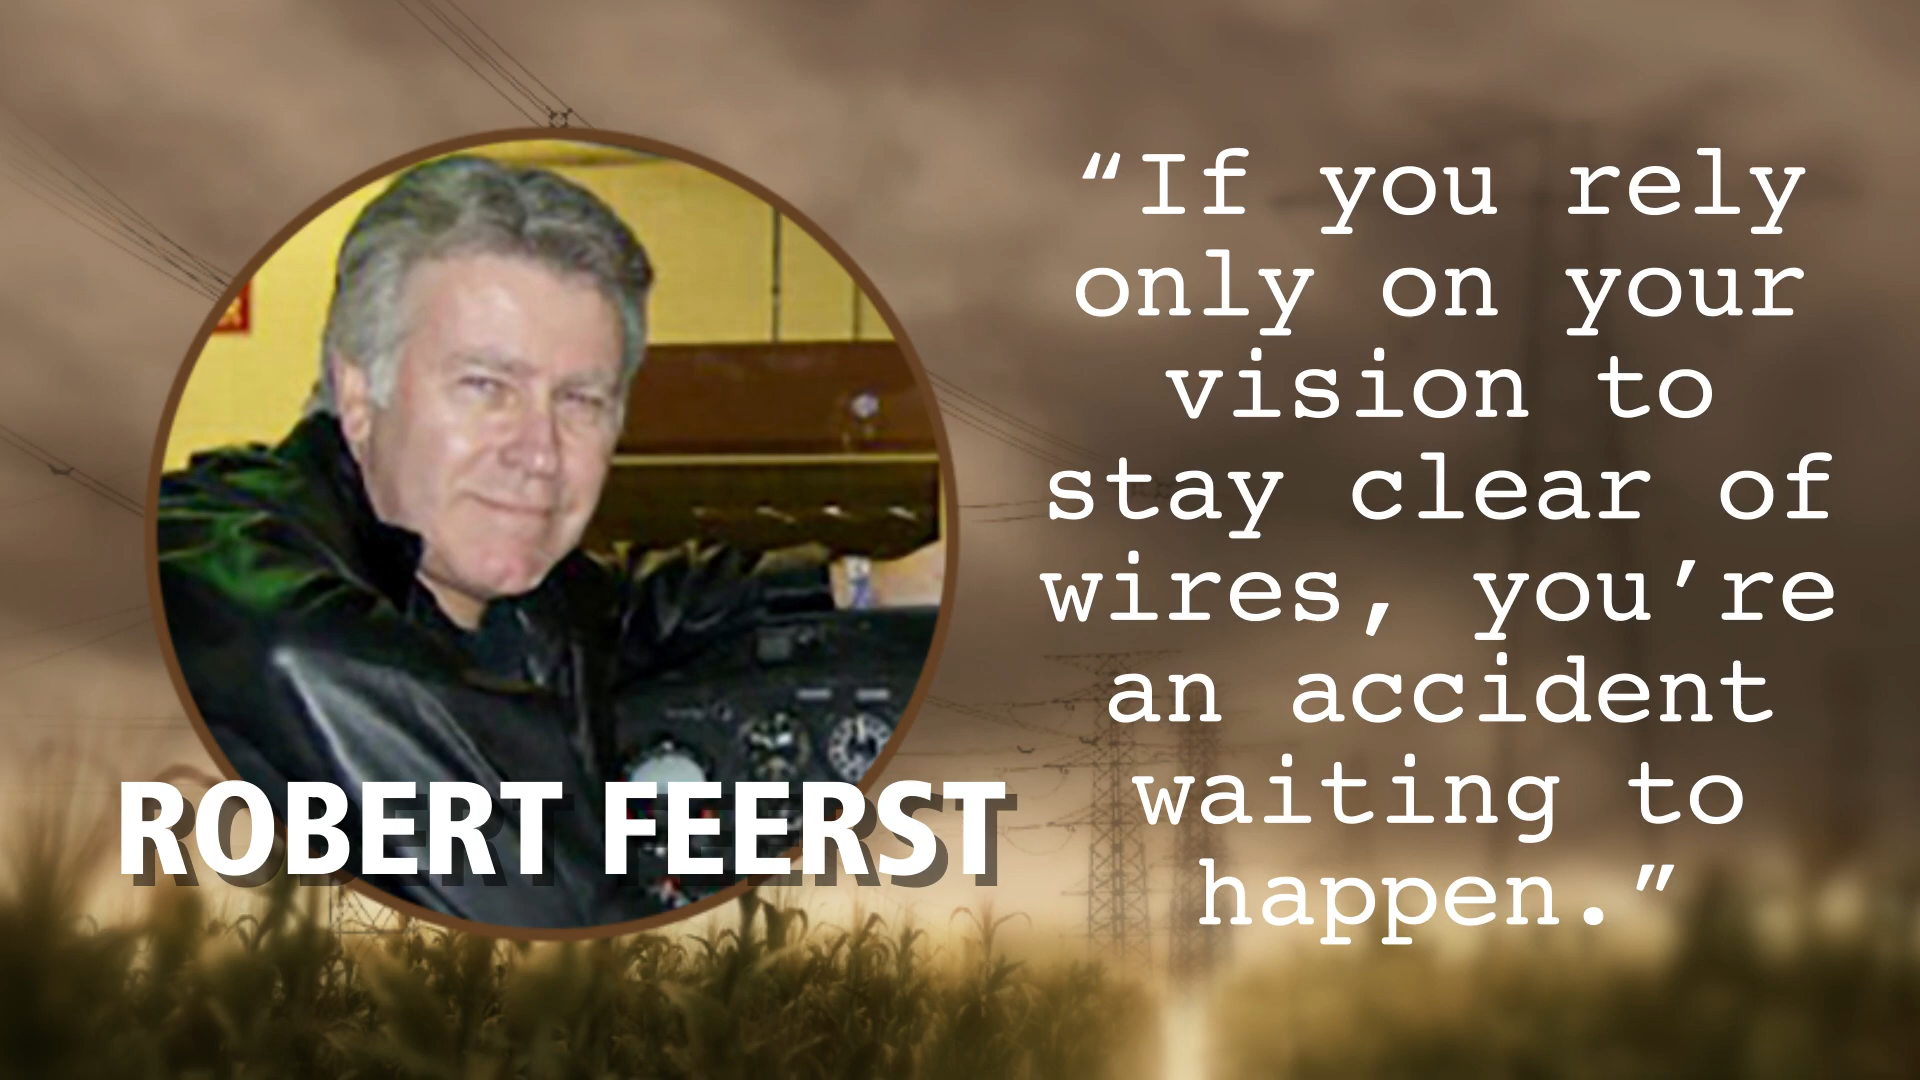 ROBERT FEERST
“If you rely
only on your
vision to
stay clear of
wires, you’re
an accident
waiting to
happen.”